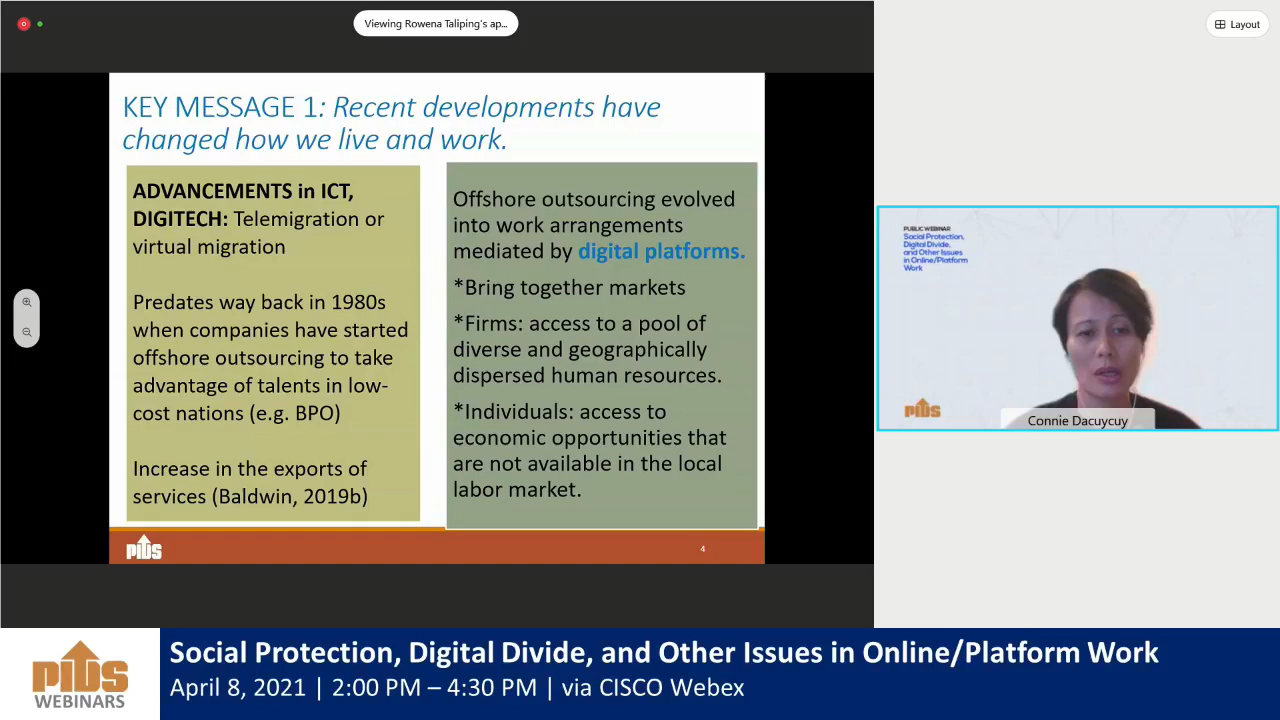 Viewing Rowena Taliping's ap...
Layout
KEY MESSAGE 1: Recent developments have
changed how we live and work.
ADVANCEMENTS in ICT,
DIGITECH: Telemigration or
virtual migration
Predates way back in 1980s
when companies have started
offshore outsourcing to take
advantage of talents in low-
cost nations (e.g. BPO)
Increase in the exports of
services (Baldwin, 2019b)
Offshore outsourcing evolved
into work arrangements
mediated by digital platforms.
*Bring together markets
*Firms: access to a pool of
diverse and geographically
dispersed human resources.
*Individuals: access to
economic opportunities that
are not available in the local
labor market.
PIDS
4
PUBLIC WEBINAR
Social Protection,
Digital Divide,
and Other Issues
in Online/Platform
Work
PIDS
Connie Dacuycuy
PIDS
WEBINARS
Social Protection, Digital Divide, and Other Issues in Online/Platform Work
April 8, 2021 | 2:00 PM – 4:30 PM | via CISCO Webex